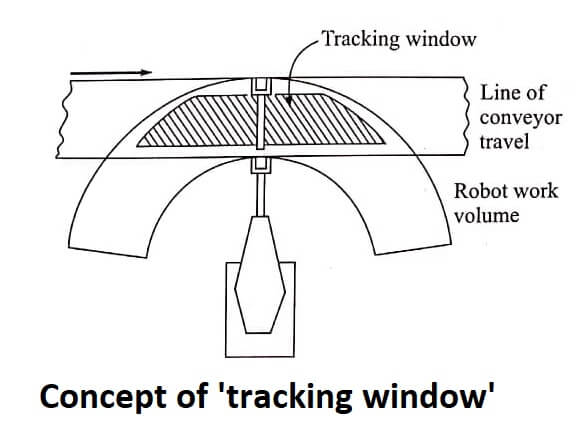 Tracking window
Line of
conveyor
travel
Robot work
volume
Concept of 'tracking window'